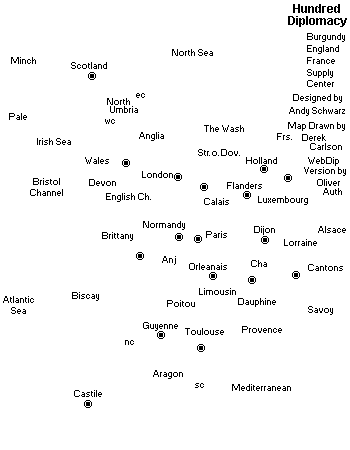 Hundred
Diplomacy
Burgundy
England
France
Supply
Center
Designed by
Andy Schwarz
Map Drawn by
Derek
Carlson
WebDip
Version by
Oliver
Auth
North Sea
Minch
Scotland
ec
North
Umbria
wc
Pale
Anglia
The Wash
Frs.
Irish Sea
Str.o.Dov.
Wales
Holland
London
Bristol
Channel
Devon
Flanders
English Ch.
Calais
Luxembourg
Normandy
Brittany
Paris
Dijon
Alsace
Lorraine
Anj
Orleanais
Cha
Cantons
Limousin
Atlantic
Sea
Biscay
Poitou
Dauphine
Savoy
Guyenne
Toulouse
Provence
nc
Aragon
sc
Mediterranean
Castile